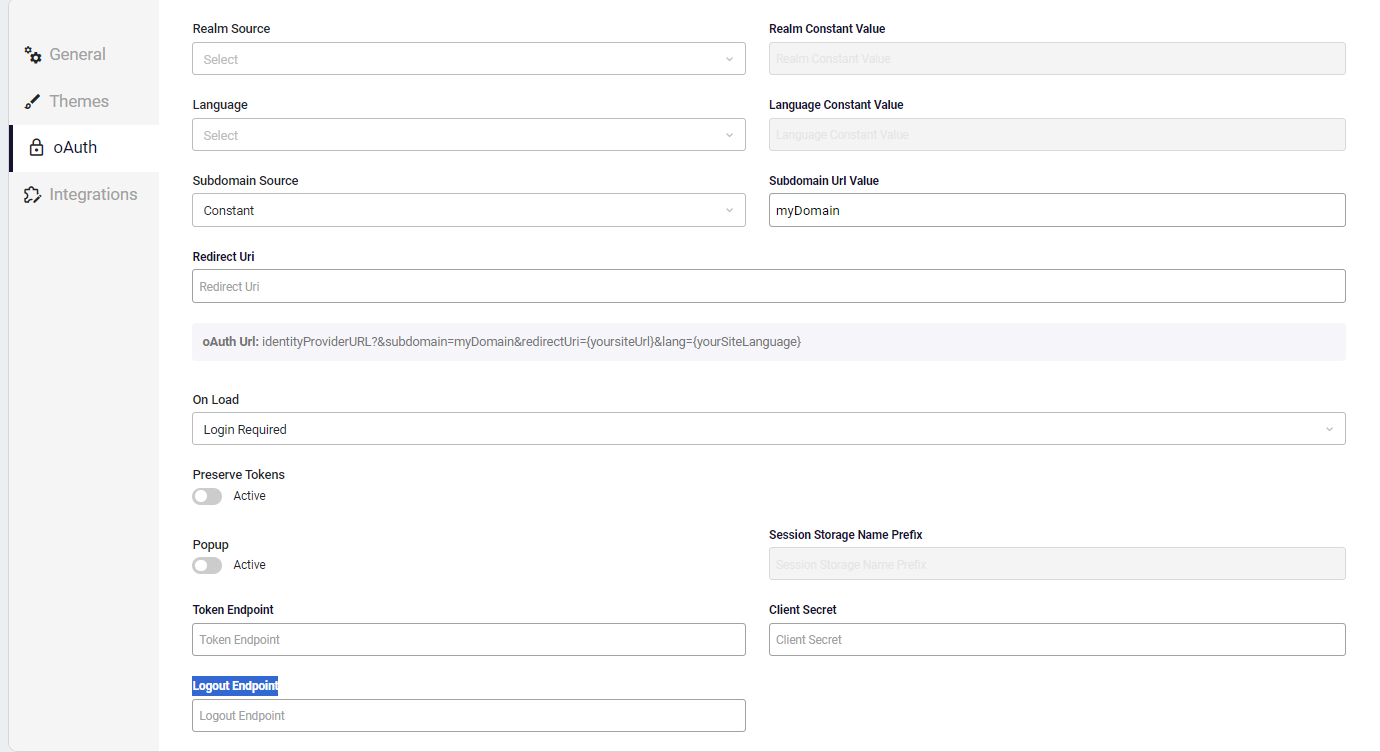 General
Themes
oAuth
Integrations
Realm Source
Realm Constant Value
Select
Realm Constant Value
Language
Language Constant Value
Select
Language Constant Value
Subdomain Source
Subdomain Url Value
Constant
myDomain
Redirect Uri
Redirect Uri
oAuth Url: identityProviderURL?&subdomain=myDomain&redirectUri={yoursiteUrl}&lang={yourSiteLanguage}
On Load
Login Required
Preserve Tokens
Active
Popup
Active
Session Storage Name Prefix
Session Storage Name Prefix
Token Endpoint
Client Secret
Token Endpoint
Client Secret
Logout Endpoint
Logout Endpoint